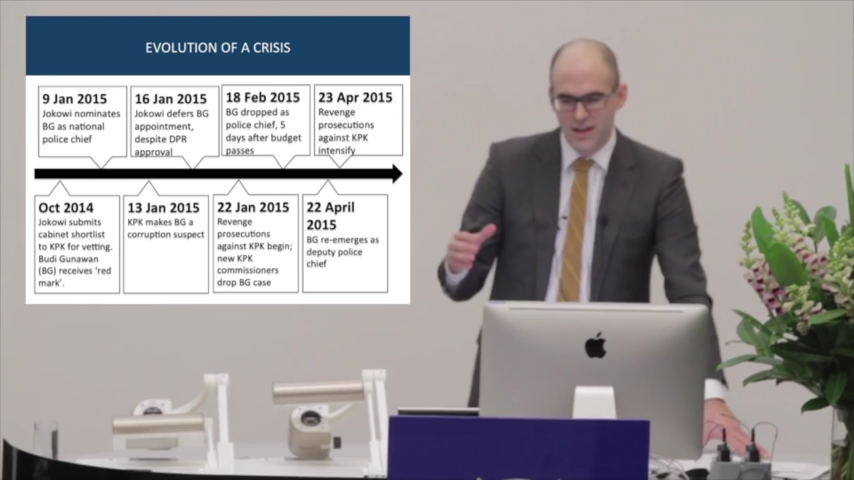 EVOLUTION OF A CRISIS
9 Jan 2015
Jokowi nominates
BG as national
police chief
16 Jan 2015
Jokowi defers BG
appointment,
despite DPR
approval
18 Feb 2015
BG dropped as
police chief, 5
days after budget
passes
23 Apr 2015
Revenge
prosecutions
against KPK
intensify
Oct 2014
Jokowi submits
cabinet shortlist
to KPK for vetting.
Budi Gunawan
(BG) receives 'red
mark'.
13 Jan 2015
KPK makes BG a
corruption suspect
22 Jan 2015
Revenge
prosecutions
against KPK begin;
new KPK
commissioners
drop BG case
22 April
2015
BG re-emerges as
deputy police
chief